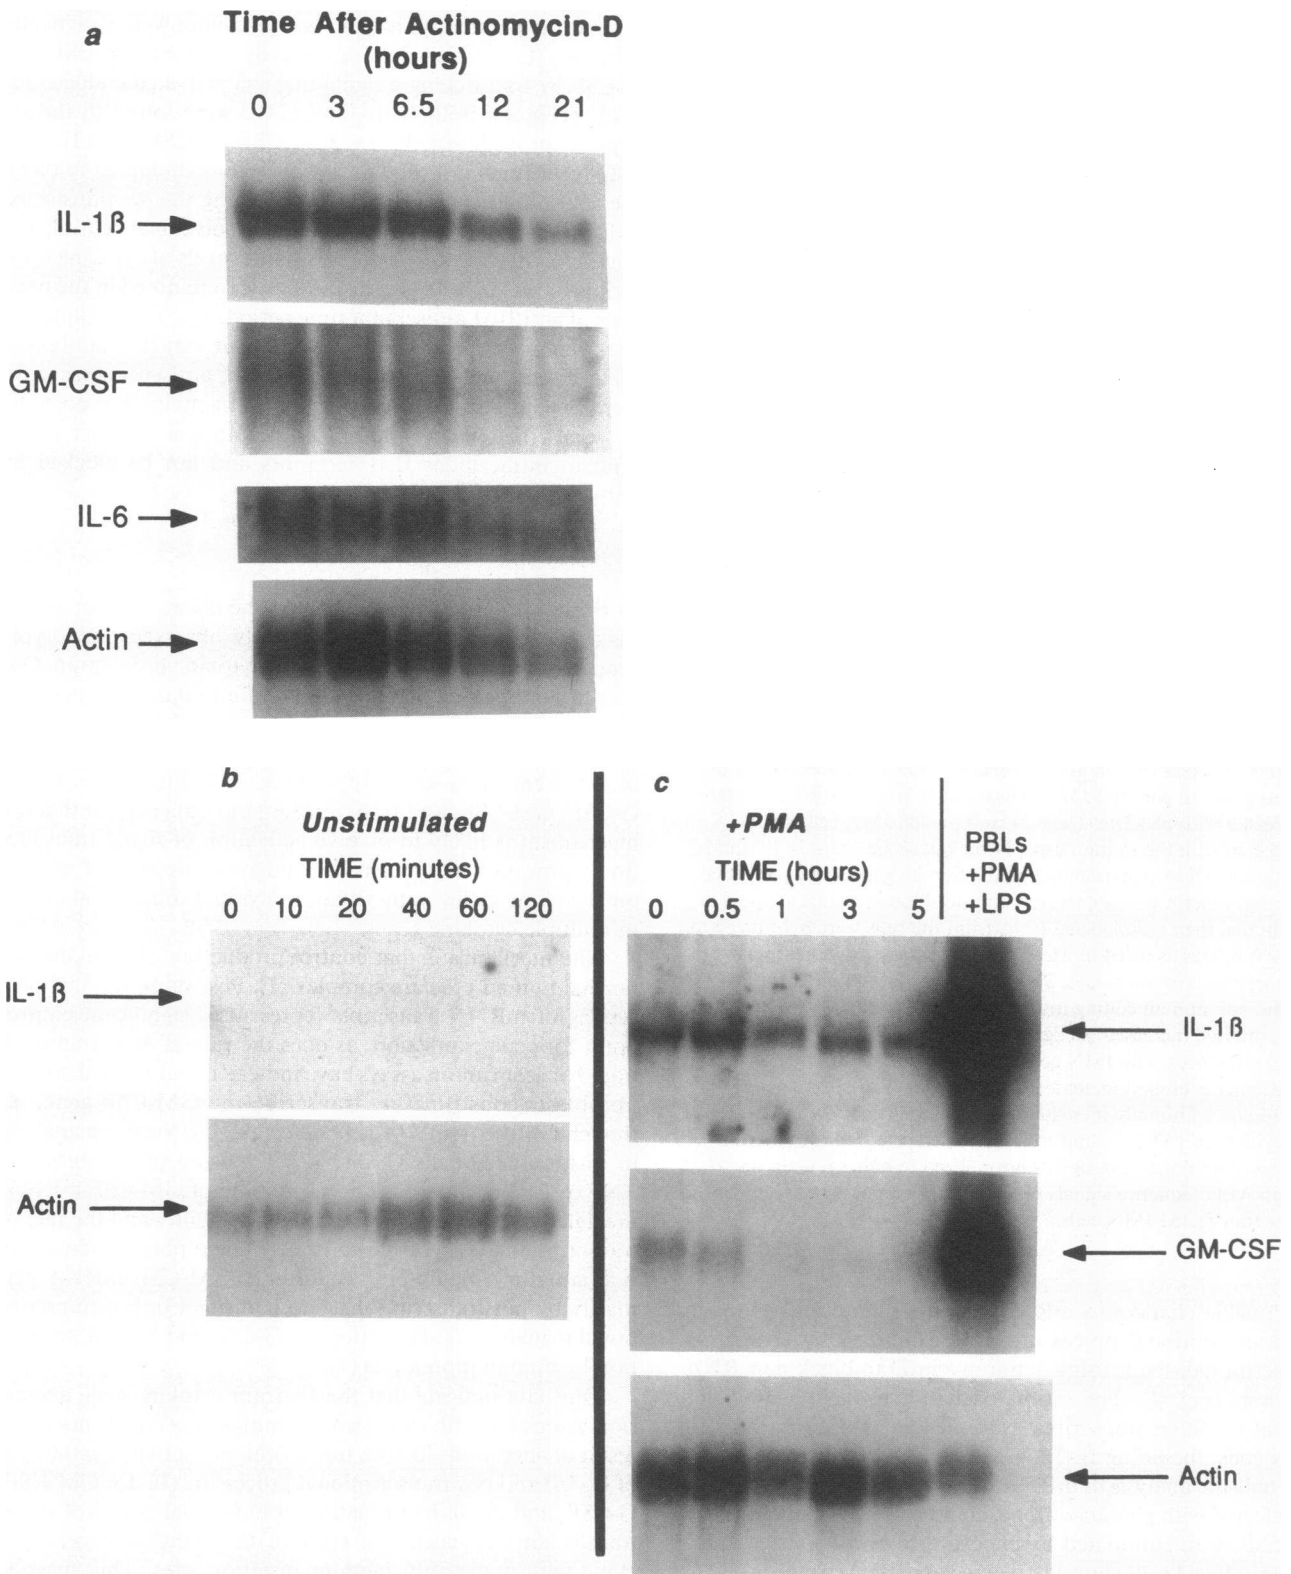 a
Time After Actinomycin-D
(hours)
0 3 6.5 12 21
IL-1ß
GM-CSF
IL-6
Actin
b
Unstimulated
TIME (minutes)
0 10 20 40 60 120
IL-1ß
Actin
c
+PMA
TIME (hours)
0 0.5 1 3 5
PBLs
+PMA
+LPS
IL-1ß
GM-CSF
Actin